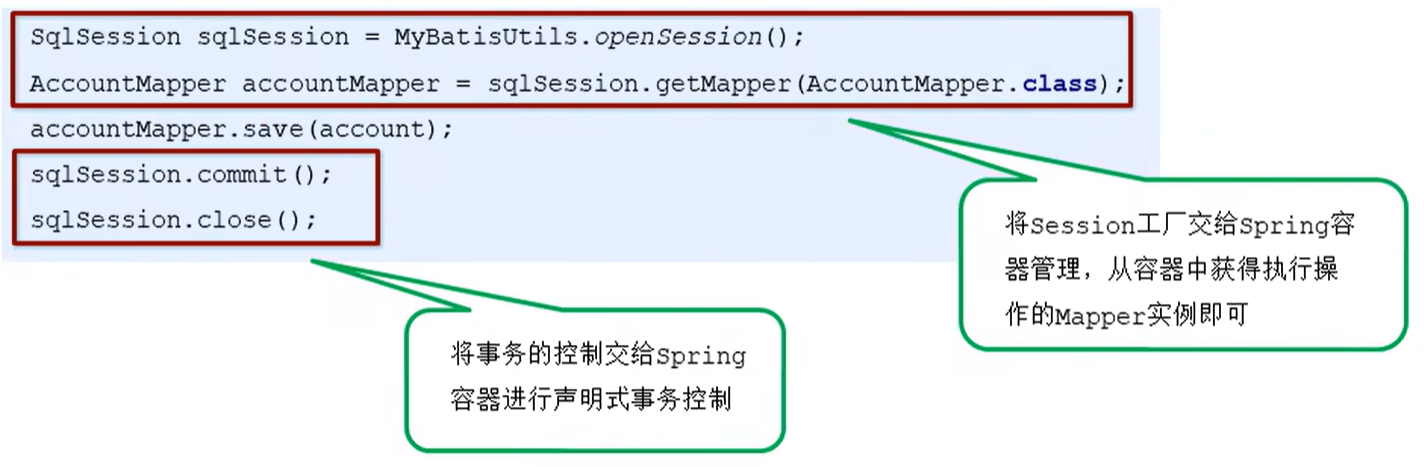 SqlSession sqlSession = MyBatisUtils.openSession();
AccountMapper accountMapper = sqlSession.getMapper(AccountMapper.class);
accountMapper.save(account);
sqlSession.commit();
sqlSession.close();
将Session工厂交给Spring容
器管理，从容器中获得执行操
作的Mapper实例即可
将事务的控制交给Spring
容器进行声明式事务控制